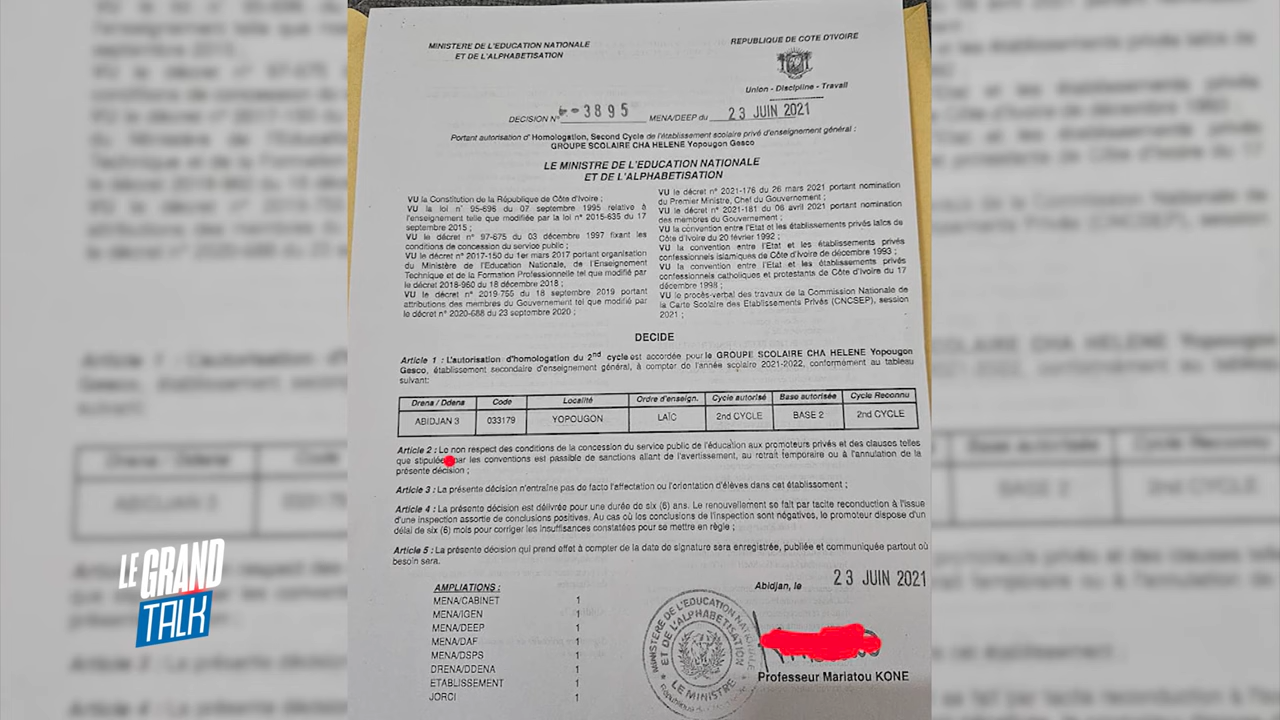 MINISTERE DE L'EDUCATION NATIONALE
ET DE L'ALPHABETISATION
REPUBLIQUE DE COTE D'IVOIRE
Union - Discipline - Travail
DECISION N° 3895 MENA/DEEP du 23 JUIN 2021
Portant autorisation d' Homologation, Second Cycle de l'établissement scolaire privé d'enseignement général :
GROUPE SCOLAIRE CHA HELENE Yopougon Gesco
LE MINISTRE DE L'EDUCATION NATIONALE
ET DE L'ALPHABETISATION
VU la Constitution de la République de Côte d'Ivoire ;
VU la loi n°. 95-696 du 07 septembre 1995 relative à
l'enseignement telle que modifiée par la loi n° 2015-635 du 17
septembre 2015 ;
VU le décret n° 97-675 du 03 décembre 1997 fixant les
conditions de concession du service public ;
VU le décret n° 2017-150 du 1er mars 2017 portant organisation
du Ministère de l'Education Nationale, de l'Enseignement
Technique et de la Formation Professionnelle tel que modifié par
le décret 2018-960 du 18 décembre 2018 ;
VU le décret n° 2019-755 du 18 septembre 2019 portant
attributions des membres du Gouvernement tel que modifié par
le décret n° 2020-688 du 23 septembre 2020 ;
VU le décret n° 2021-176 du 26 mars 2021 portant nomination
du Premier Ministre, Chef du Gouvernement ;
VU le décret n° 2021-181 du 06 avril 2021 portant nomination
des membres du Gouvernement ;
VU la convention entre l'Etat et les établissements privés laïcs de
Côte d'Ivoire du 20 février 1992 ;
VU la convention entre l'Etat et les établissements privés
confessionnels islamiques de Côte d'Ivoire de décembre 1993 ;
VU la convention entre l'Etat et les établissements privés
confessionnels catholiques et protestants de Côte d'Ivoire du 17
décembre 1998 ;
VU le procès-verbal des travaux de la Commission Nationale de
la Carte Scolaire des Etablissements Privés (CNCSEP), session
2021 ;
DECIDE
Article 1 : L'autorisation d'homologation du 2nd cycle est accordée pour le GROUPE SCOLAIRE CHA HELENE Yopougon
Gesco, établissement secondaire d'enseignement général, à compter de l'année scolaire 2021-2022, conformément au tableau
suivant:
Drena / Ddena Code Localité Ordre d'enseign. Cycle autorisé Base autorisée Cycle Reconnu
ABIDJAN 3 033179 YOPOUGON LAÏC 2nd CYCLE BASE 2 2nd CYCLE
Article 2 : Le non respect des conditions de la concession du service public de l'éducation aux promoteurs privés et des clauses telles
que stipulées par les conventions est passible de sanctions allant de l'avertissement, au retrait temporaire ou à l'annulation de la
présente décision ;
Article 3 : La présente décision n'entraîne pas de facto l'affectation ou l'orientation d'élèves dans cet établissement ;
Article 4 : La présente décision est délivrée pour une durée de six (6) ans. Le renouvellement se fait par tacite reconduction à l'issue
d'une inspection assortie de conclusions positives. Au cas où les conclusions de l'inspection sont négatives, le promoteur dispose d'un
délai de six (6) mois pour corriger les insuffisances constatées pour se mettre en règle ;
Article 5 : La présente décision qui prend effet à compter de la date de signature sera enregistrée, publiée et communiquée partout où
besoin sera.
AMPLIATIONS :
MENA/CABINET 1
MENA/IGEN 1
MENA/DEEP 1
MENA/DAF 1
MENA/DSPS 1
DRENA/DDENA 1
ETABLISSEMENT 1
JORCI 1
Abidjan, le 23 JUIN 2021
MINISTERE DE L'EDUCATION NATIONALE
ET DE L'ALPHABETISATION
LE MINISTRE
Professeur Mariatou KONE
LE GRAND
TALK